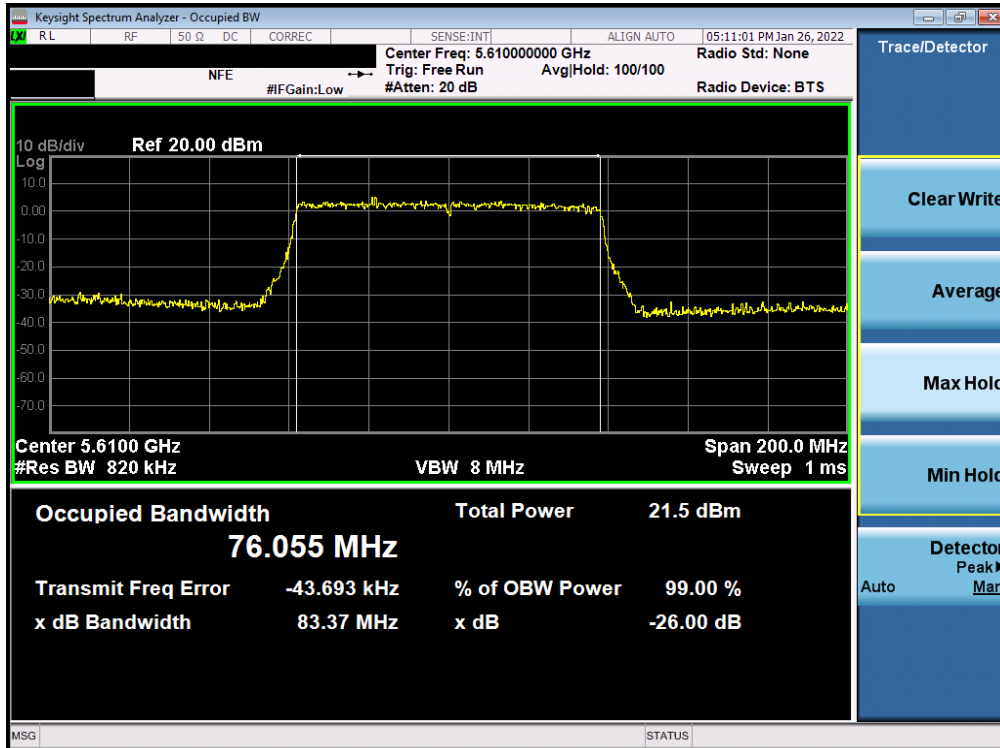 Keysight Spectrum Analyzer - Occupied BW
LXI RL RF 50 Ω DC CORREC SENSE:INT ALIGN AUTO 05:11:01 PM Jan 26, 2022
Center Freq: 5.610000000 GHz Radio Std: None
NFE Trig: Free Run Avg|Hold: 100/100
#IFGain:Low #Atten: 20 dB Radio Device: BTS
Trace/Detector
10 dB/div Ref 20.00 dBm
Log
10.0
0.00
-10.0
-20.0
-30.0
-40.0
-50.0
-60.0
-70.0
Center 5.6100 GHz Span 200.0 MHz
#Res BW 820 kHz VBW 8 MHz Sweep 1 ms
Occupied Bandwidth Total Power 21.5 dBm
76.055 MHz
Transmit Freq Error -43.693 kHz % of OBW Power 99.00 %
x dB Bandwidth 83.37 MHz x dB -26.00 dB
Clear Write
Average
Max Hold
Min Hold
Detector
Peak
Auto Man
MSG STATUS